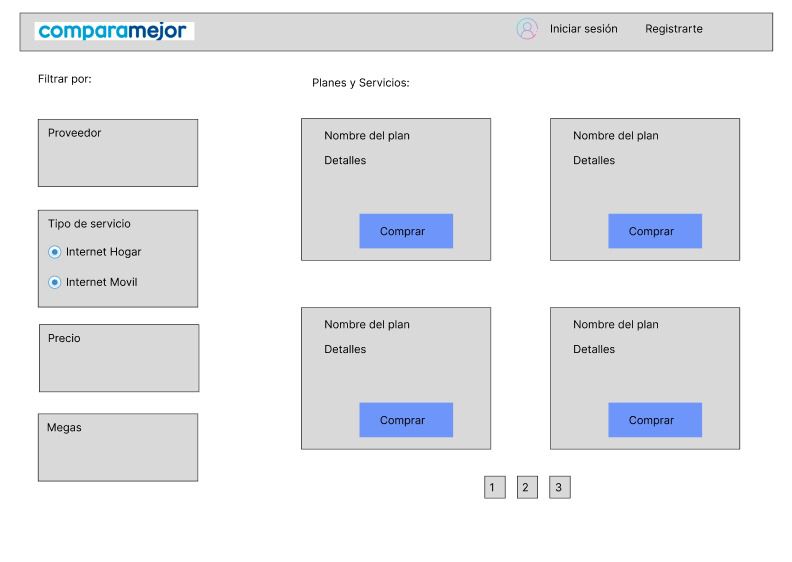 comparamejor
Iniciar sesión
Registrarte
Filtrar por:
Proveedor
Tipo de servicio
Internet Hogar
Internet Movil
Precio
Megas
Planes y Servicios:
Nombre del plan
Detalles
Comprar
Nombre del plan
Detalles
Comprar
Nombre del plan
Detalles
Comprar
Nombre del plan
Detalles
Comprar
1
2
3